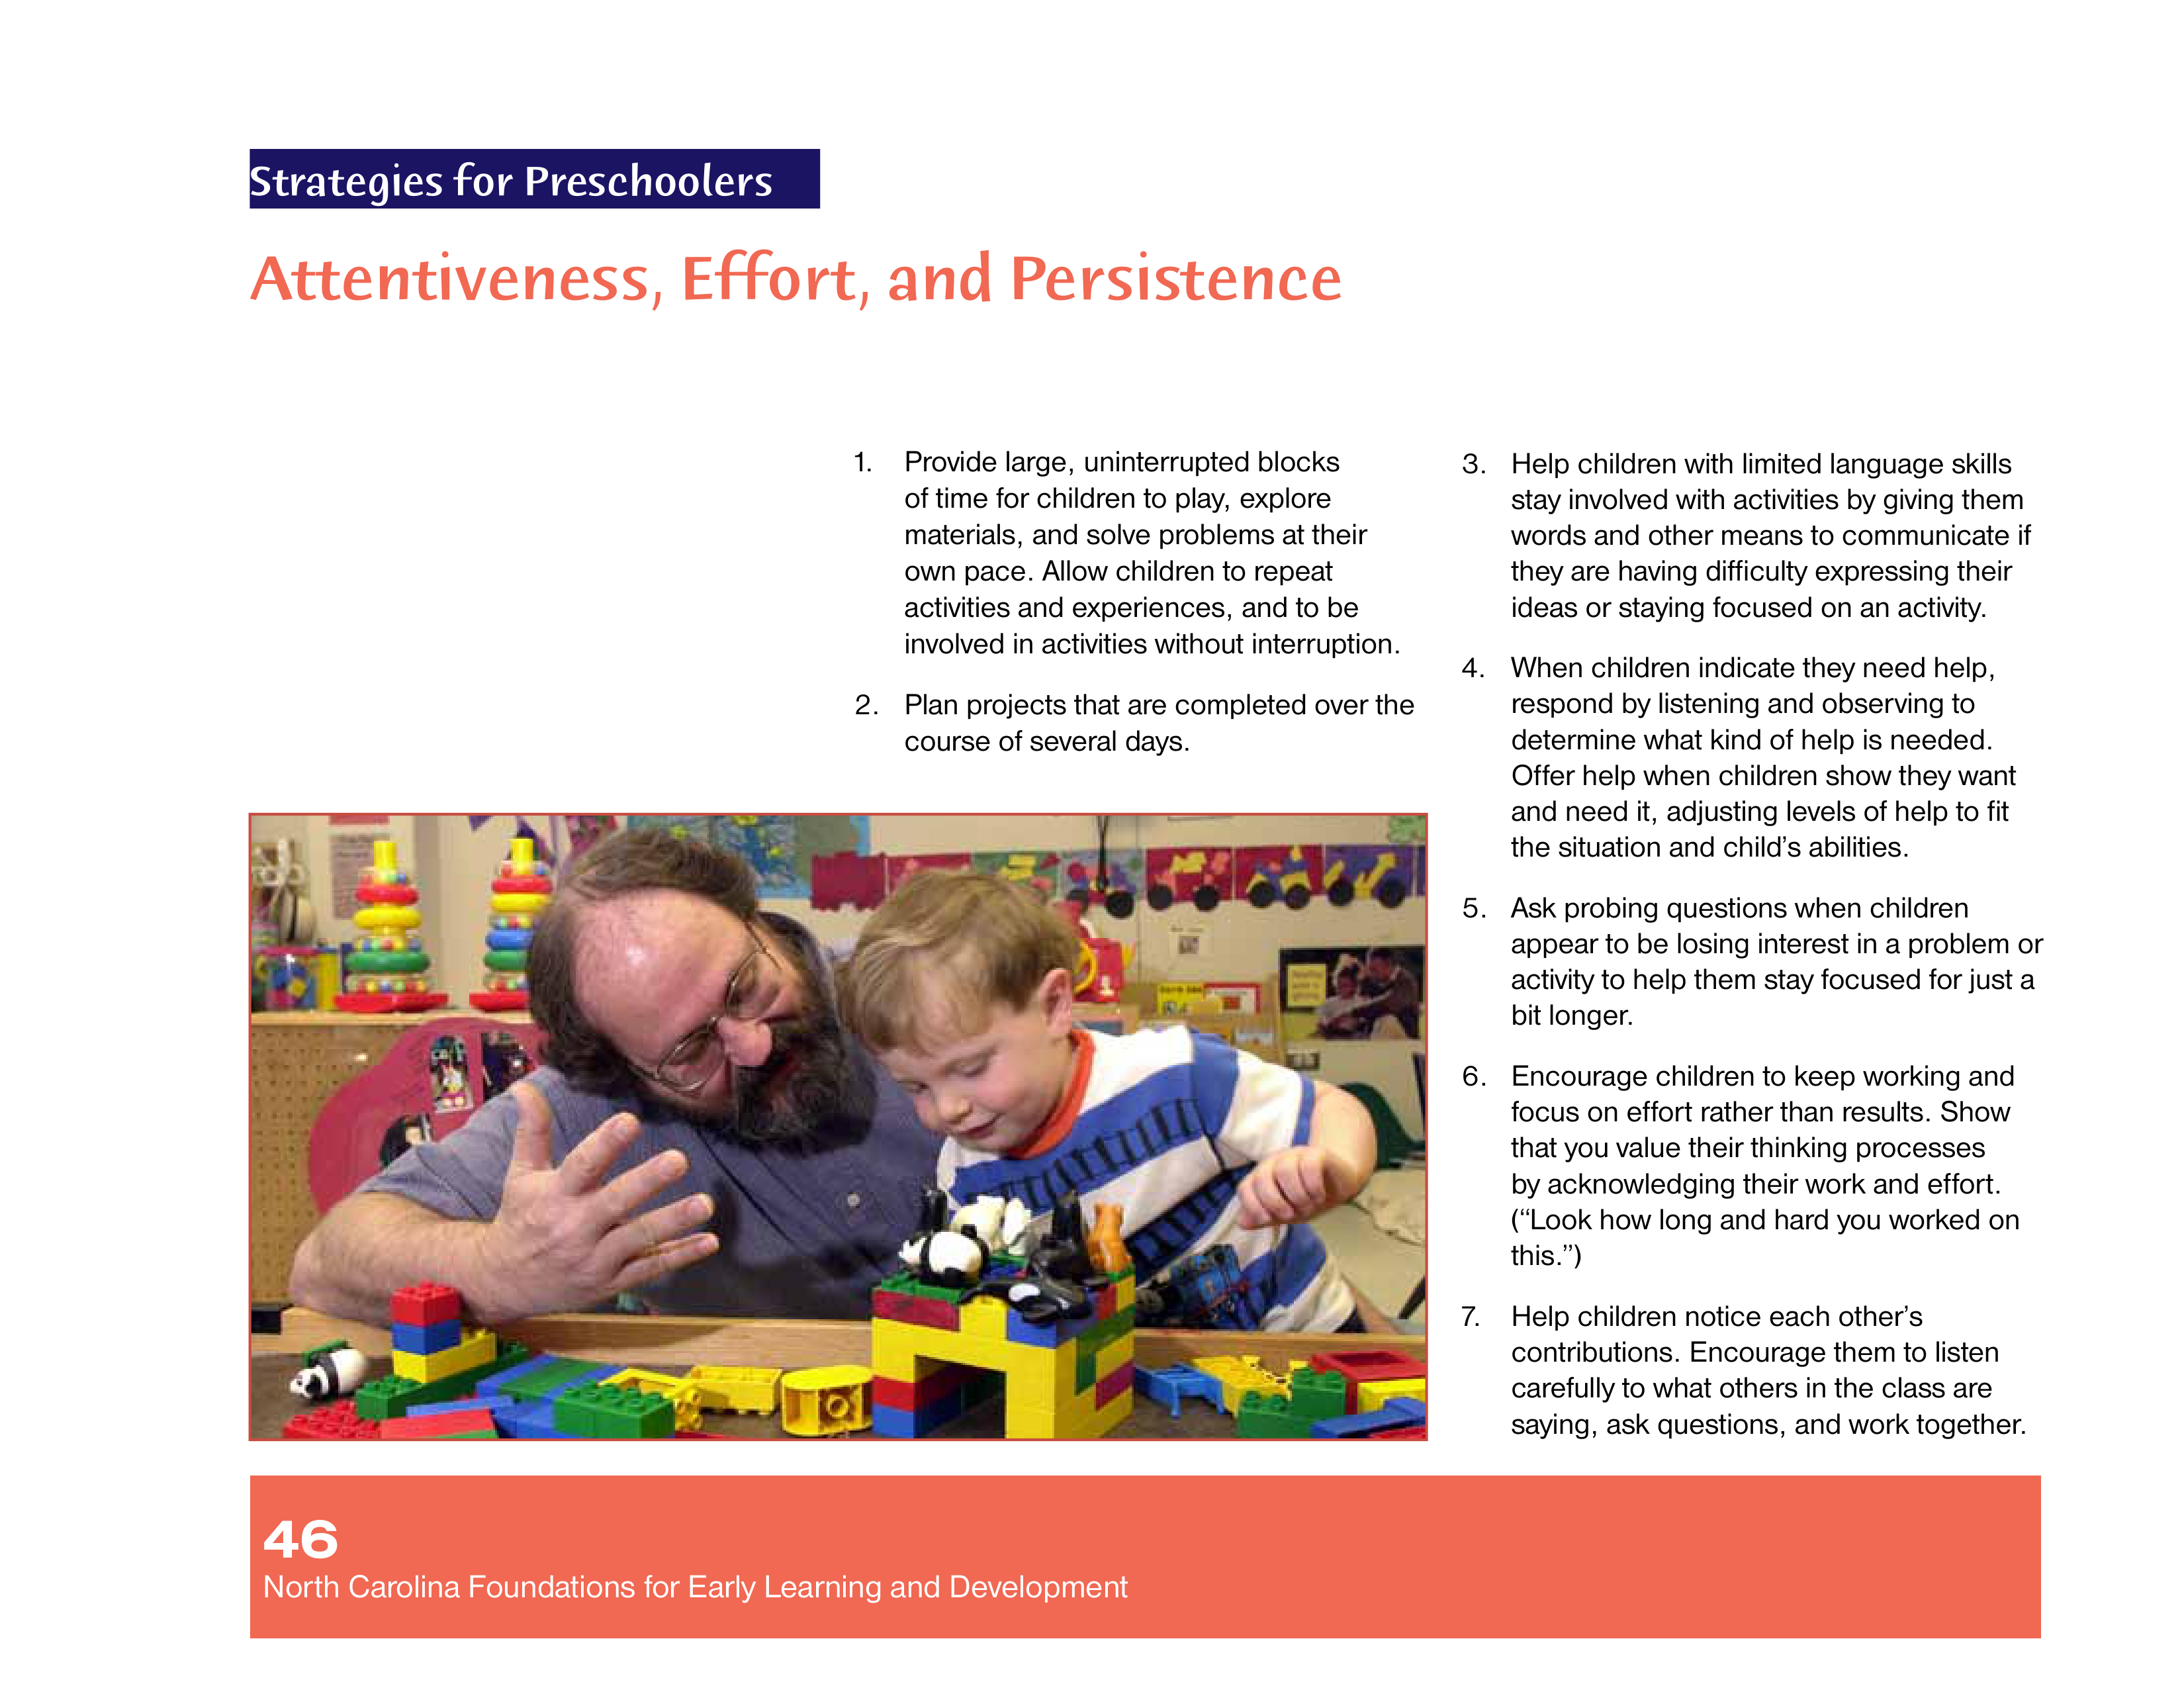 Strategies for Preschoolers
Attentiveness, Effort, and Persistence
1. Provide large, uninterrupted blocks
of time for children to play, explore
materials, and solve problems at their
own pace. Allow children to repeat
activities and experiences, and to be
involved in activities without interruption.
2. Plan projects that are completed over the
course of several days.
3. Help children with limited language skills
stay involved with activities by giving them
words and other means to communicate if
they are having difficulty expressing their
ideas or staying focused on an activity.
4. When children indicate they need help,
respond by listening and observing to
determine what kind of help is needed.
Offer help when children show they want
and need it, adjusting levels of help to fit
the situation and child’s abilities.
5. Ask probing questions when children
appear to be losing interest in a problem or
activity to help them stay focused for just a
bit longer.
6. Encourage children to keep working and
focus on effort rather than results. Show
that you value their thinking processes
by acknowledging their work and effort.
(“Look how long and hard you worked on
this.”)
7. Help children notice each other’s
contributions. Encourage them to listen
carefully to what others in the class are
saying, ask questions, and work together.
46
North Carolina Foundations for Early Learning and Development